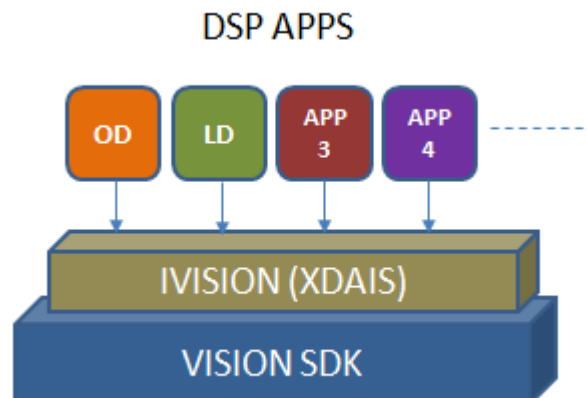 DSP APPS
OD
LD
APP
3
APP
4
IVISION (XDAIS)
VISION SDK